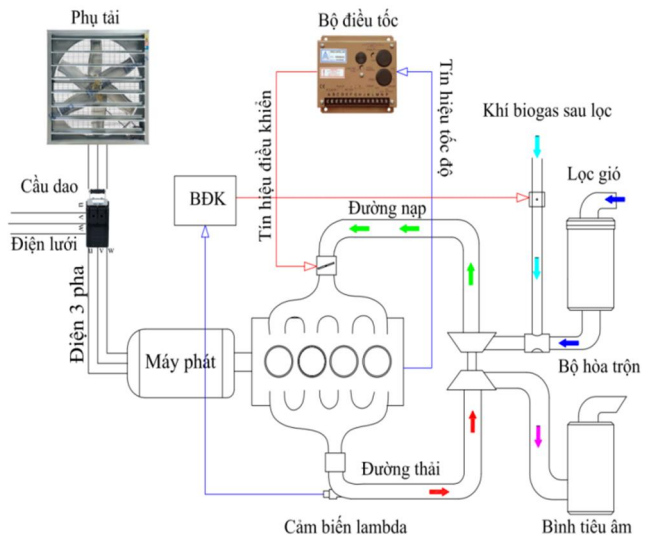 Phụ tải
Bộ điều tốc
Tín hiệu điều khiển
Tín hiệu tốc độ
Khí biogas sau lọc
Lọc gió
Cầu dao
BĐK
Đường nạp
Điện lưới
U V W
Điện 3 pha
Máy phát
Bộ hòa trộn
Đường thải
Cảm biến lambda
Bình tiêu âm